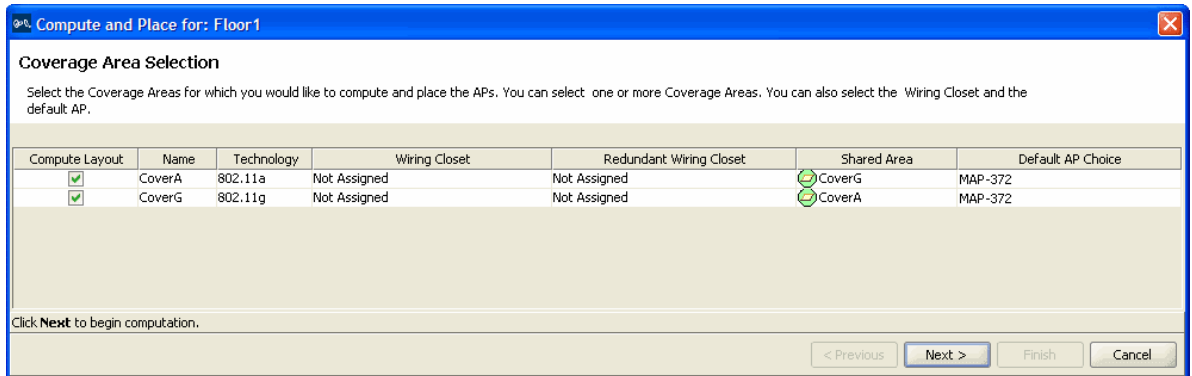 Compute and Place for: Floor1
Coverage Area Selection
Select the Coverage Areas for which you would like to compute and place the APs. You can select one or more Coverage Areas. You can also select the Wiring Closet and the
default AP.
Compute Layout Name Technology Wiring Closet Redundant Wiring Closet Shared Area Default AP Choice
CoverA 802.11a Not Assigned Not Assigned CoverG MAP-372
CoverG 802.11g Not Assigned Not Assigned CoverA MAP-372
Click Next to begin computation.
< Previous Next > Finish Cancel